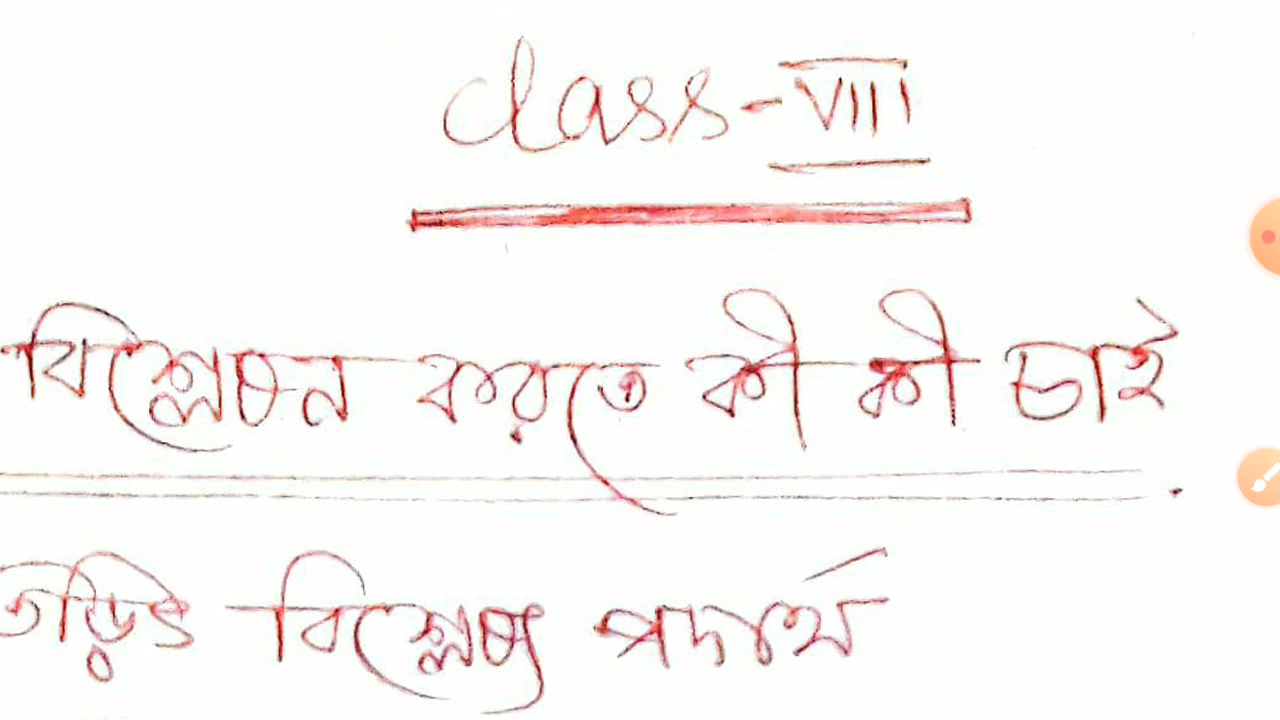 class-VIII
বিশ্লেষন করতে কী কী চাই
তড়িৎ বিশ্লেষ্য পদার্থ